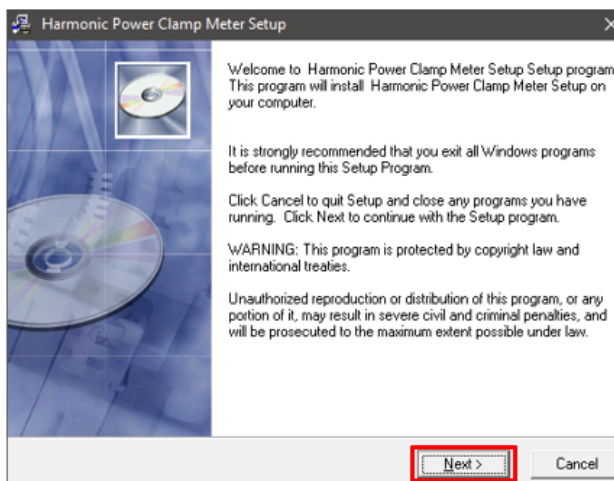 Harmonic Power Clamp Meter Setup
Welcome to Harmonic Power Clamp Meter Setup Setup program
This program will install Harmonic Power Clamp Meter Setup on
your computer.
It is strongly recommended that you exit all Windows programs
before running this Setup Program.
Click Cancel to quit Setup and close any programs you have
running. Click Next to continue with the Setup program.
WARNING: This program is protected by copyright law and
international treaties.
Unauthorized reproduction or distribution of this program, or any
portion of it, may result in severe civil and criminal penalties, and
will be prosecuted to the maximum extent possible under law.
Next >
Cancel